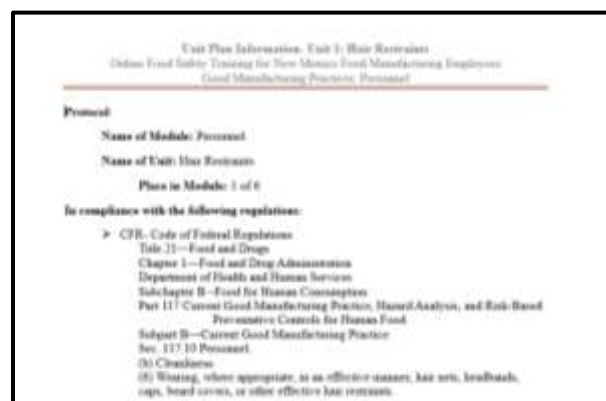 Unit Plan Information: Unit 1: Hair Restraints
Online Food Safety Training for New Mexico Food Manufacturing Employees
Good Manufacturing Practices: Personnel
Protocol
Name of Module: Personnel
Name of Unit: Hair Restraints
Place in Module: 1 of 6
In compliance with the following regulations:
➤ CFR- Code of Federal Regulations
Title 21—Food and Drugs
Chapter 1—Food and Drug Administration
Department of Health and Human Services
Subchapter B—Food for Human Consumption
Part 117 Current Good Manufacturing Practice, Hazard Analysis, and Risk-Based
Preventative Controls for Human Food
Subpart B—Current Good Manufacturing Practice
Sec. 117.10 Personnel.
(b) Cleanliness
(6) Wearing, where appropriate, in an effective manner, hair nets, headbands,
caps, beard covers, or other effective hair restraints.